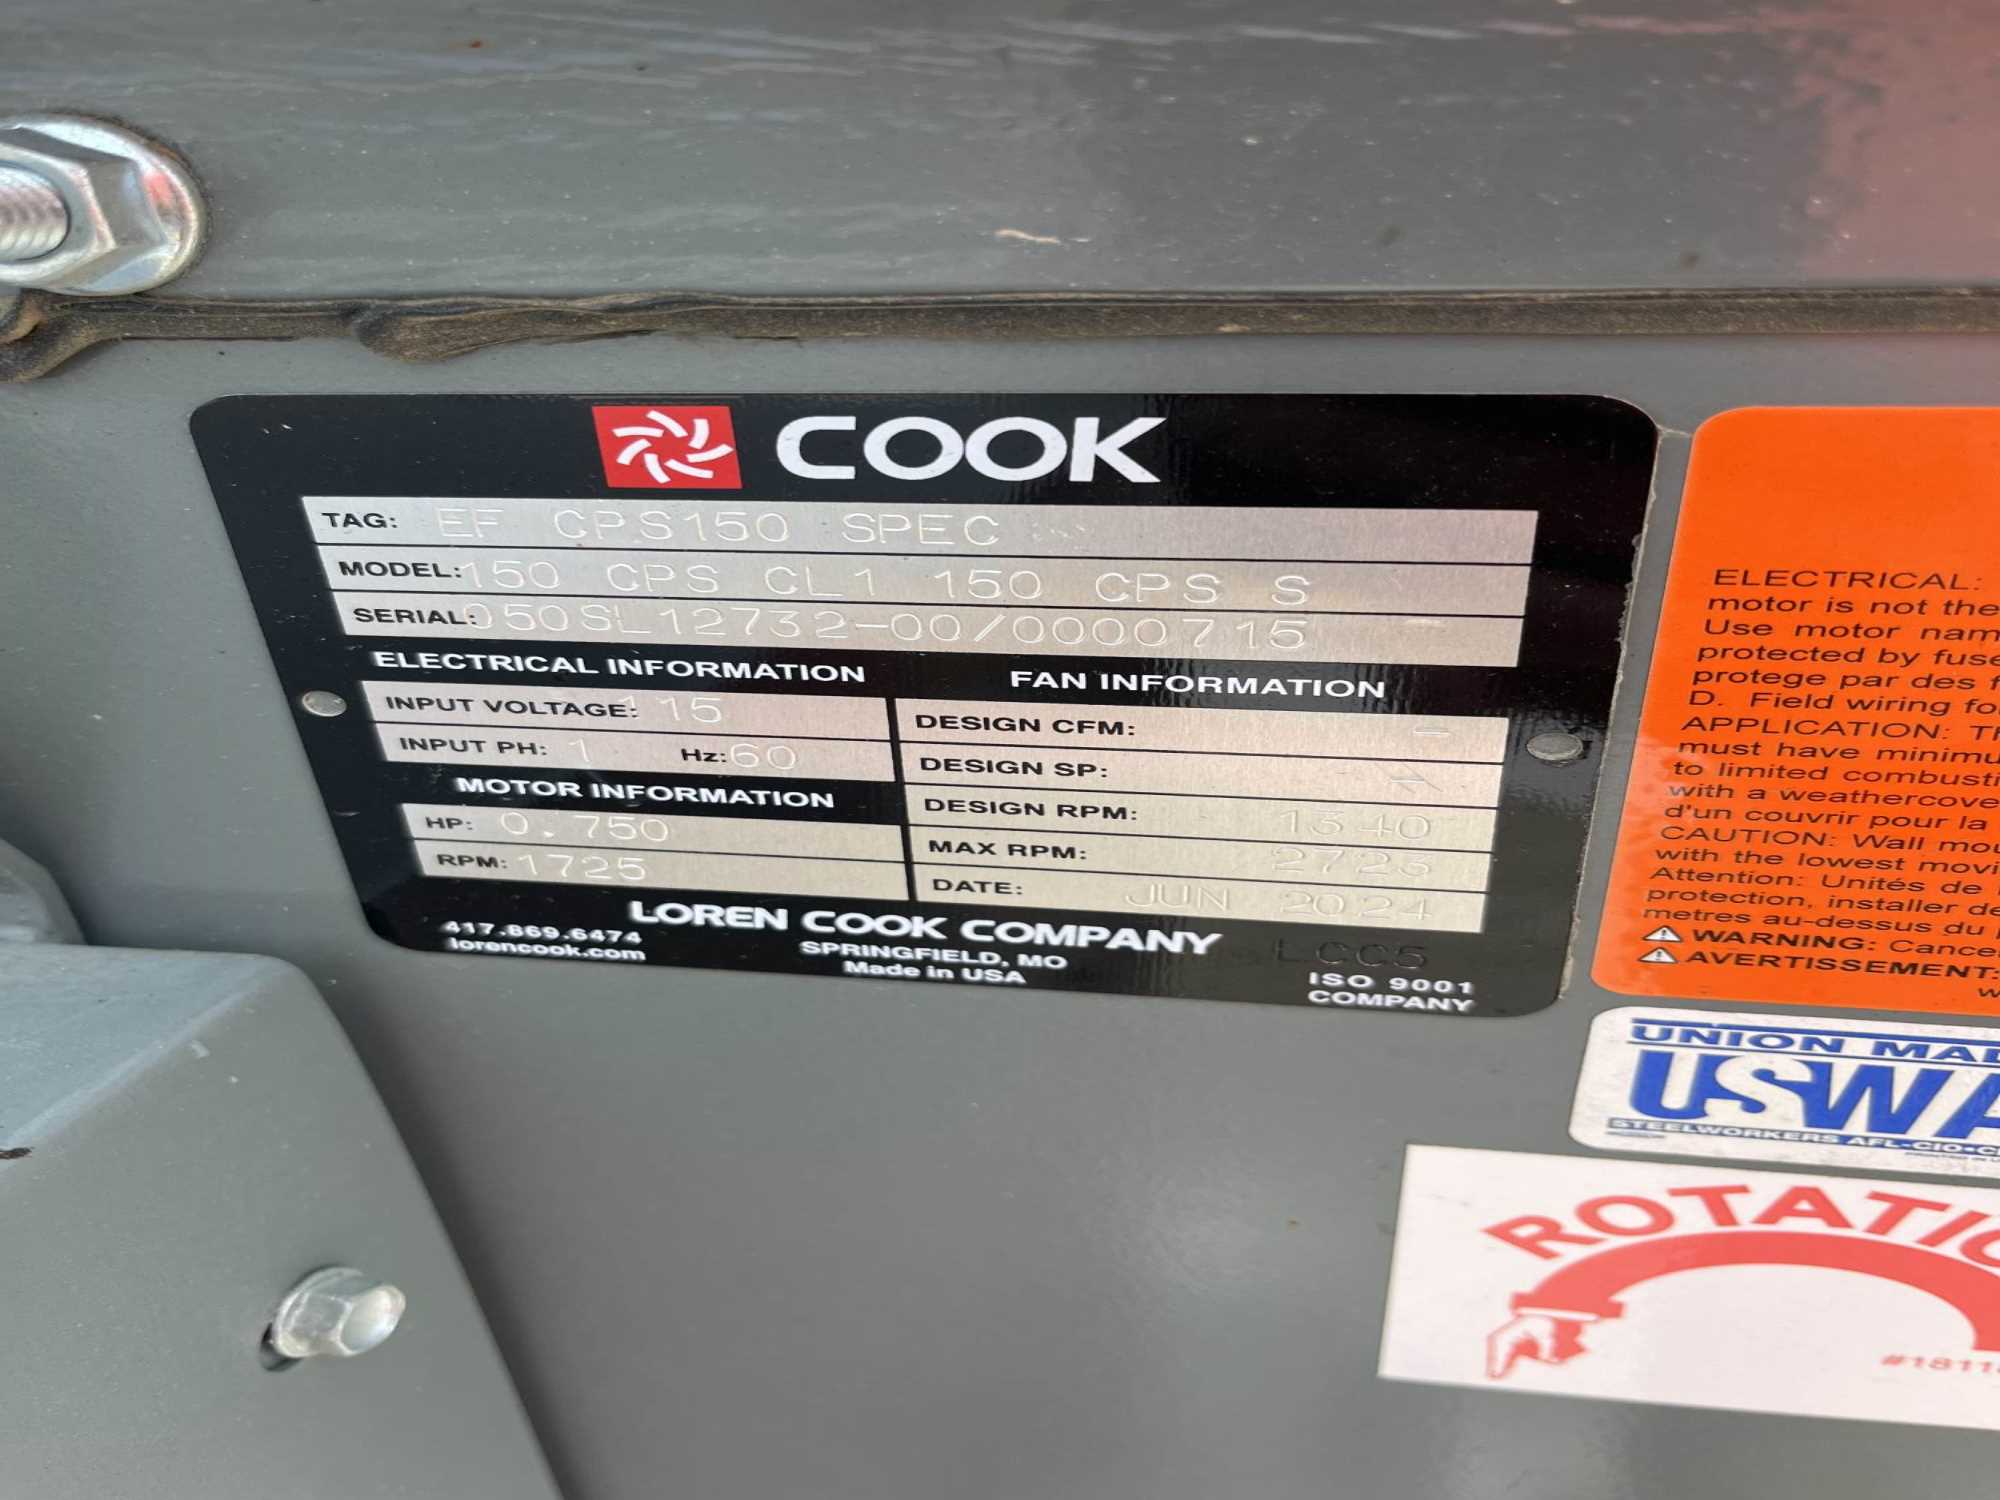 COOK
TAG: EF CPS150 SPEC
MODEL: 150 CPS CL1 150 CPS S
SERIAL: 050SL12732-00/0000715 -
ELECTRICAL INFORMATION
INPUT VOLTAGE: 115
INPUT PH: 1 Hz: 60
MOTOR INFORMATION
HP: 0.750
RPM: 1725
FAN INFORMATION
DESIGN CFM: -
DESIGN SP: -
DESIGN RPM: 1340
MAX RPM: 2723
DATE: JUN 2024
LOREN COOK COMPANY
417.869.6474
lorencook.com
SPRINGFIELD, MO
Made in USA
LCC5
ISO 9001
COMPANY
ELECTRICAL:
motor is not the
Use motor nam
protected by fuse
protege par des f
D. Field wiring fo
APPLICATION: Th
must have minimu
to limited combusti
with a weathercove
d'un couvrir pour la
CAUTION: Wall mou
with the lowest movi
Attention: Unités de
protection, installer de
metres au-dessus du
WARNING: Cancer
AVERTISSEMENT:
w
UNION MAD
USWA
STEELWORKERS AFL-CIO-C
ROTATIO
#1811